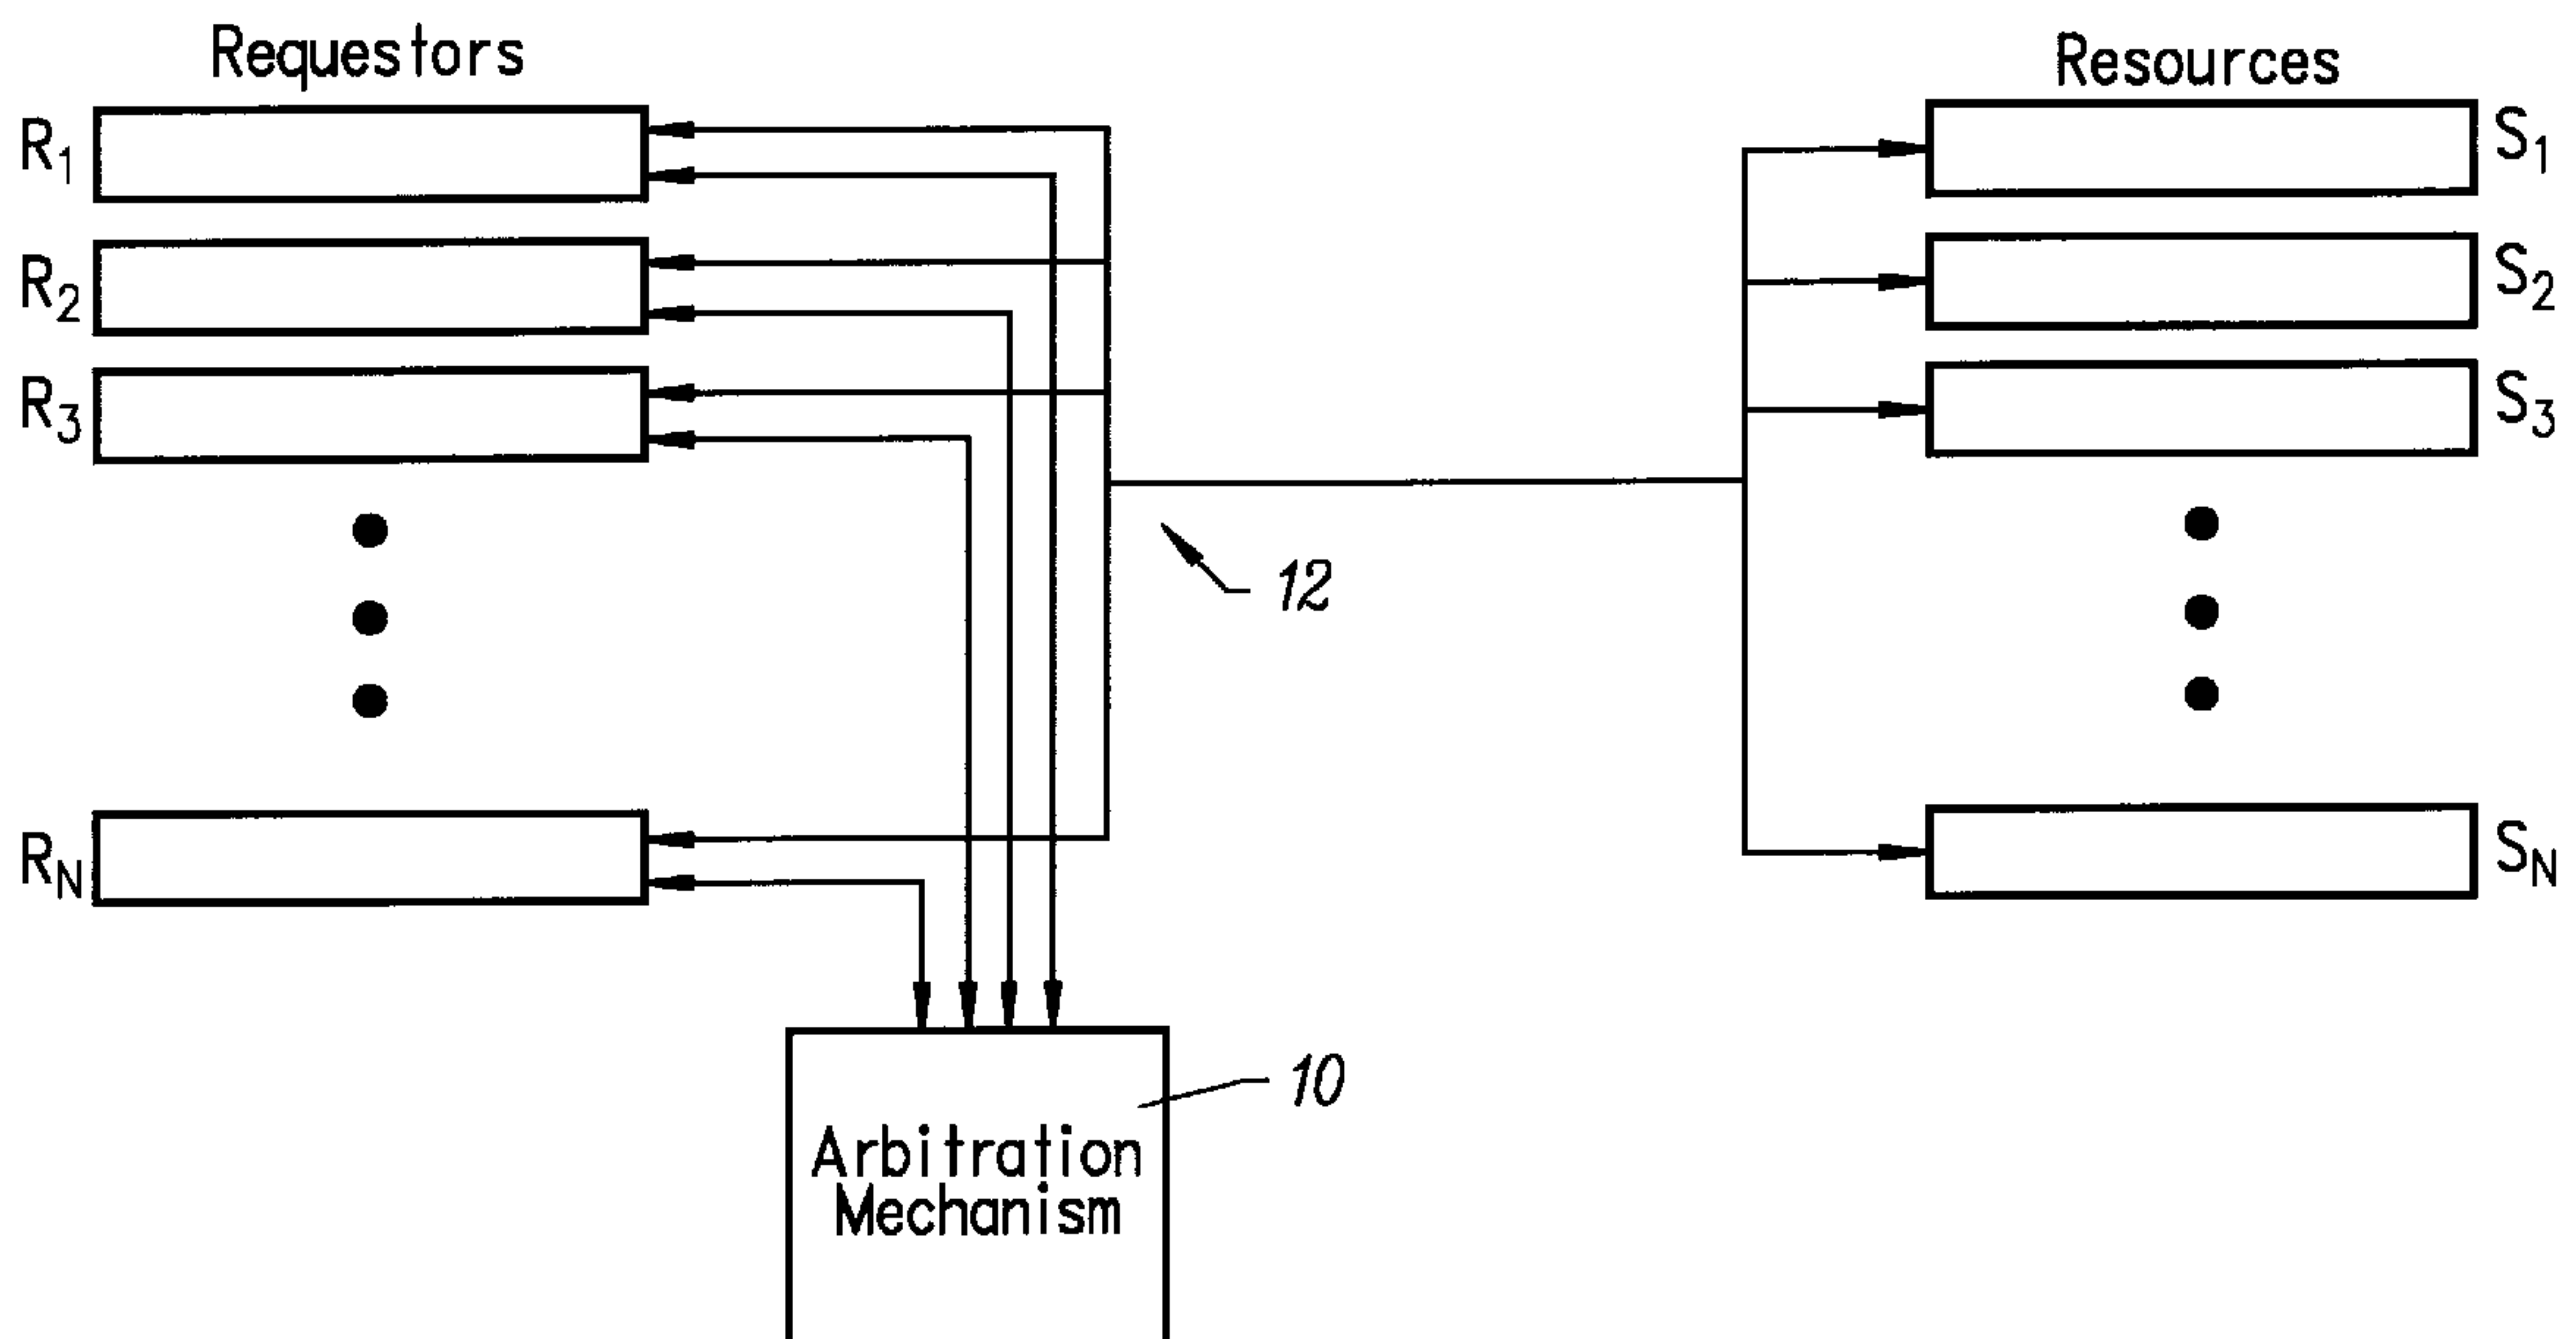 Requestors
Resources
R1
S1
R2
S2
R3
S3
12
RN
SN
10
Arbitration
Mechanism